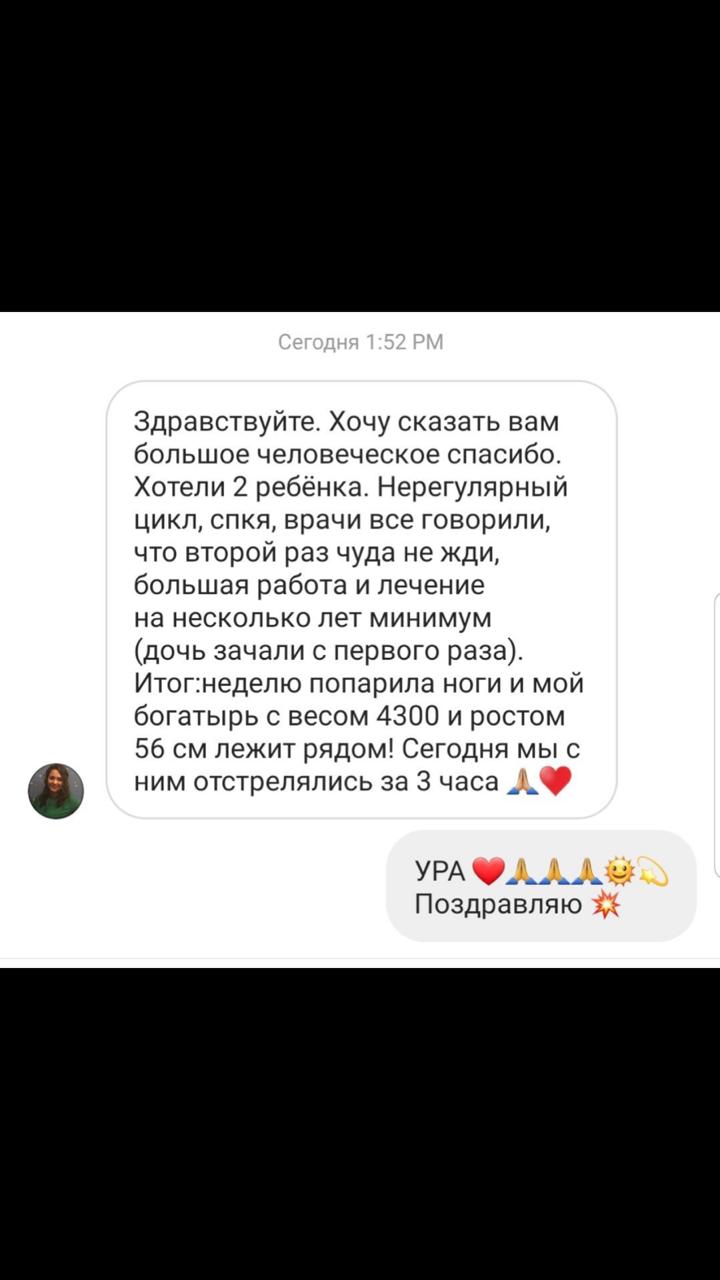 Сегодня 1:52 PM
Здравствуйте. Хочу сказать вам
большое человеческое спасибо.
Хотели 2 ребёнка. Нерегулярный
цикл, спкя, врачи все говорили,
что второй раз чуда не жди,
большая работа и лечение
на несколько лет минимум
(дочь зачали с первого раза).
Итог:неделю попарила ноги и мой
богатырь с весом 4300 и ростом
56 см лежит рядом! Сегодня мы с
ним отстрелялись за 3 часа 🙏🏽♥️
УРА ❤️🙏🙏🙏🌞💫
Поздравляю 💥